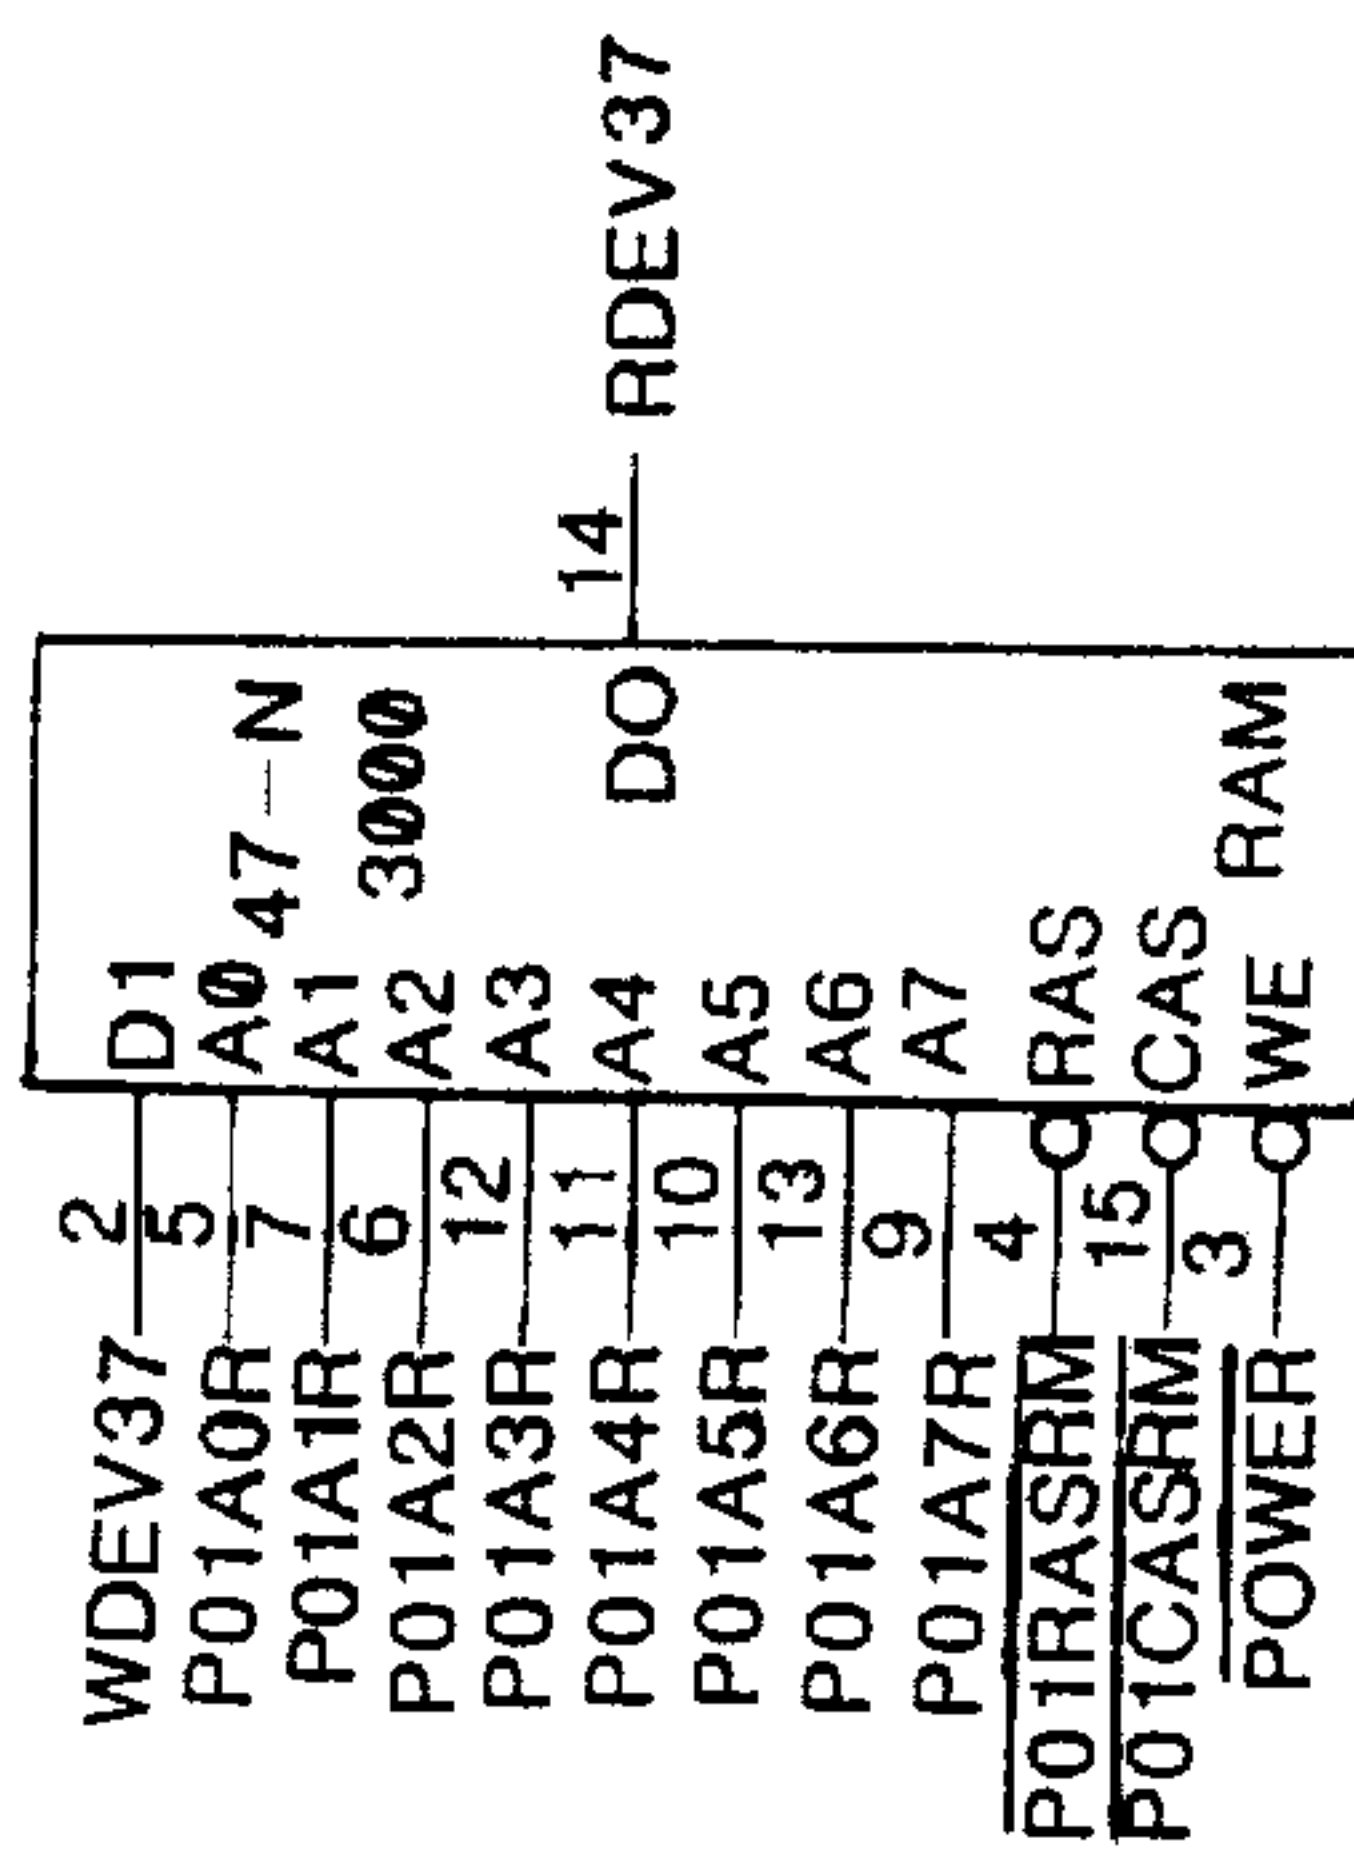 WDEV37 2 D1
P01A0R 5 A0 47-N
P01A1R 7 A1
P01A2R 6 A2 3000
P01A3R 12 A3
P01A4R 11 A4 DO 14 RDEV37
P01A5R 10 A5
P01A6R 13 A6
P01A7R 9 A7
P01RASRM 4 RAS
P01CASRM 15 CAS
POWER 3 WE RAM